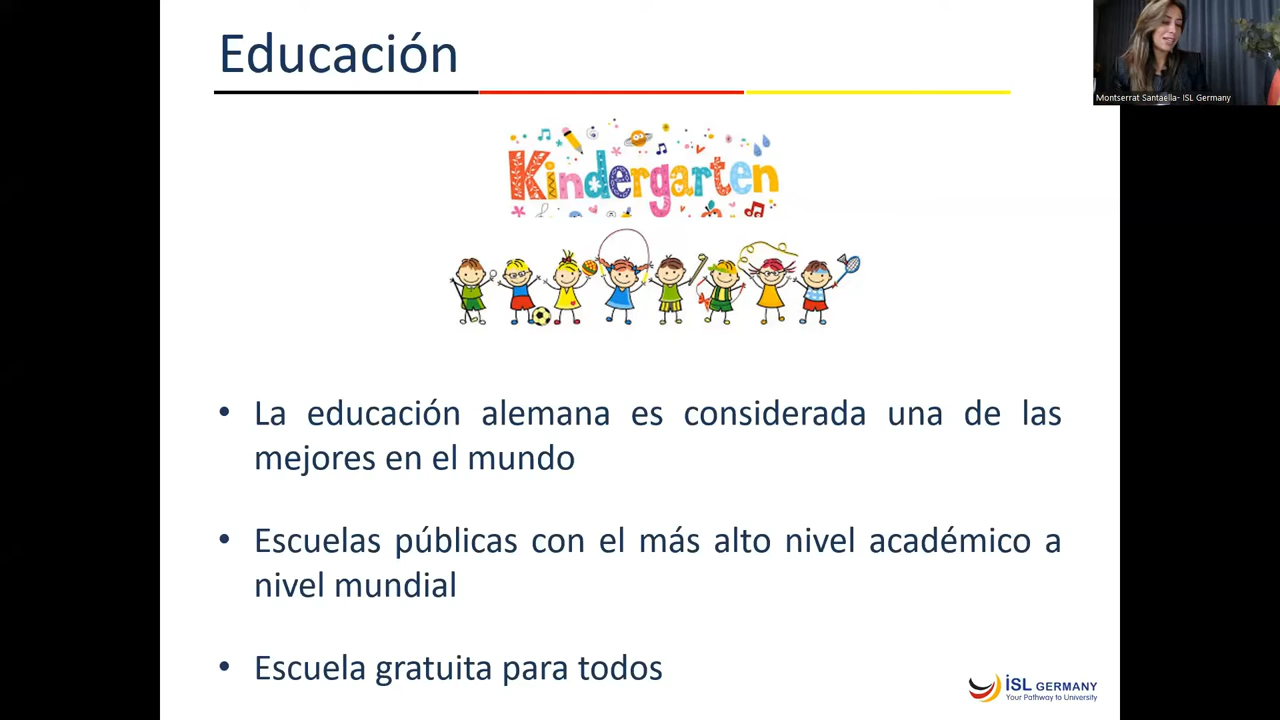 Educación
Montserrat Santaella- ISL Germany
Kindergarten
• La educación alemana es considerada una de las
mejores en el mundo
• Escuelas públicas con el más alto nivel académico a
nivel mundial
• Escuela gratuita para todos
iSL GERMANY
Your Pathway to University